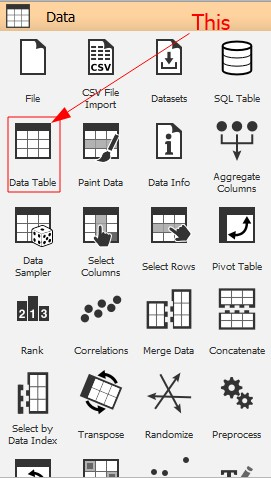 Data
This
File
CSV File
Import
Datasets
SQL Table
Data Table
Paint Data
Data Info
Aggregate
Columns
Data
Sampler
Select
Columns
Select Rows
Pivot Table
Rank
Correlations
Merge Data
Concatenate
Select by
Data Index
Transpose
Randomize
Preprocess